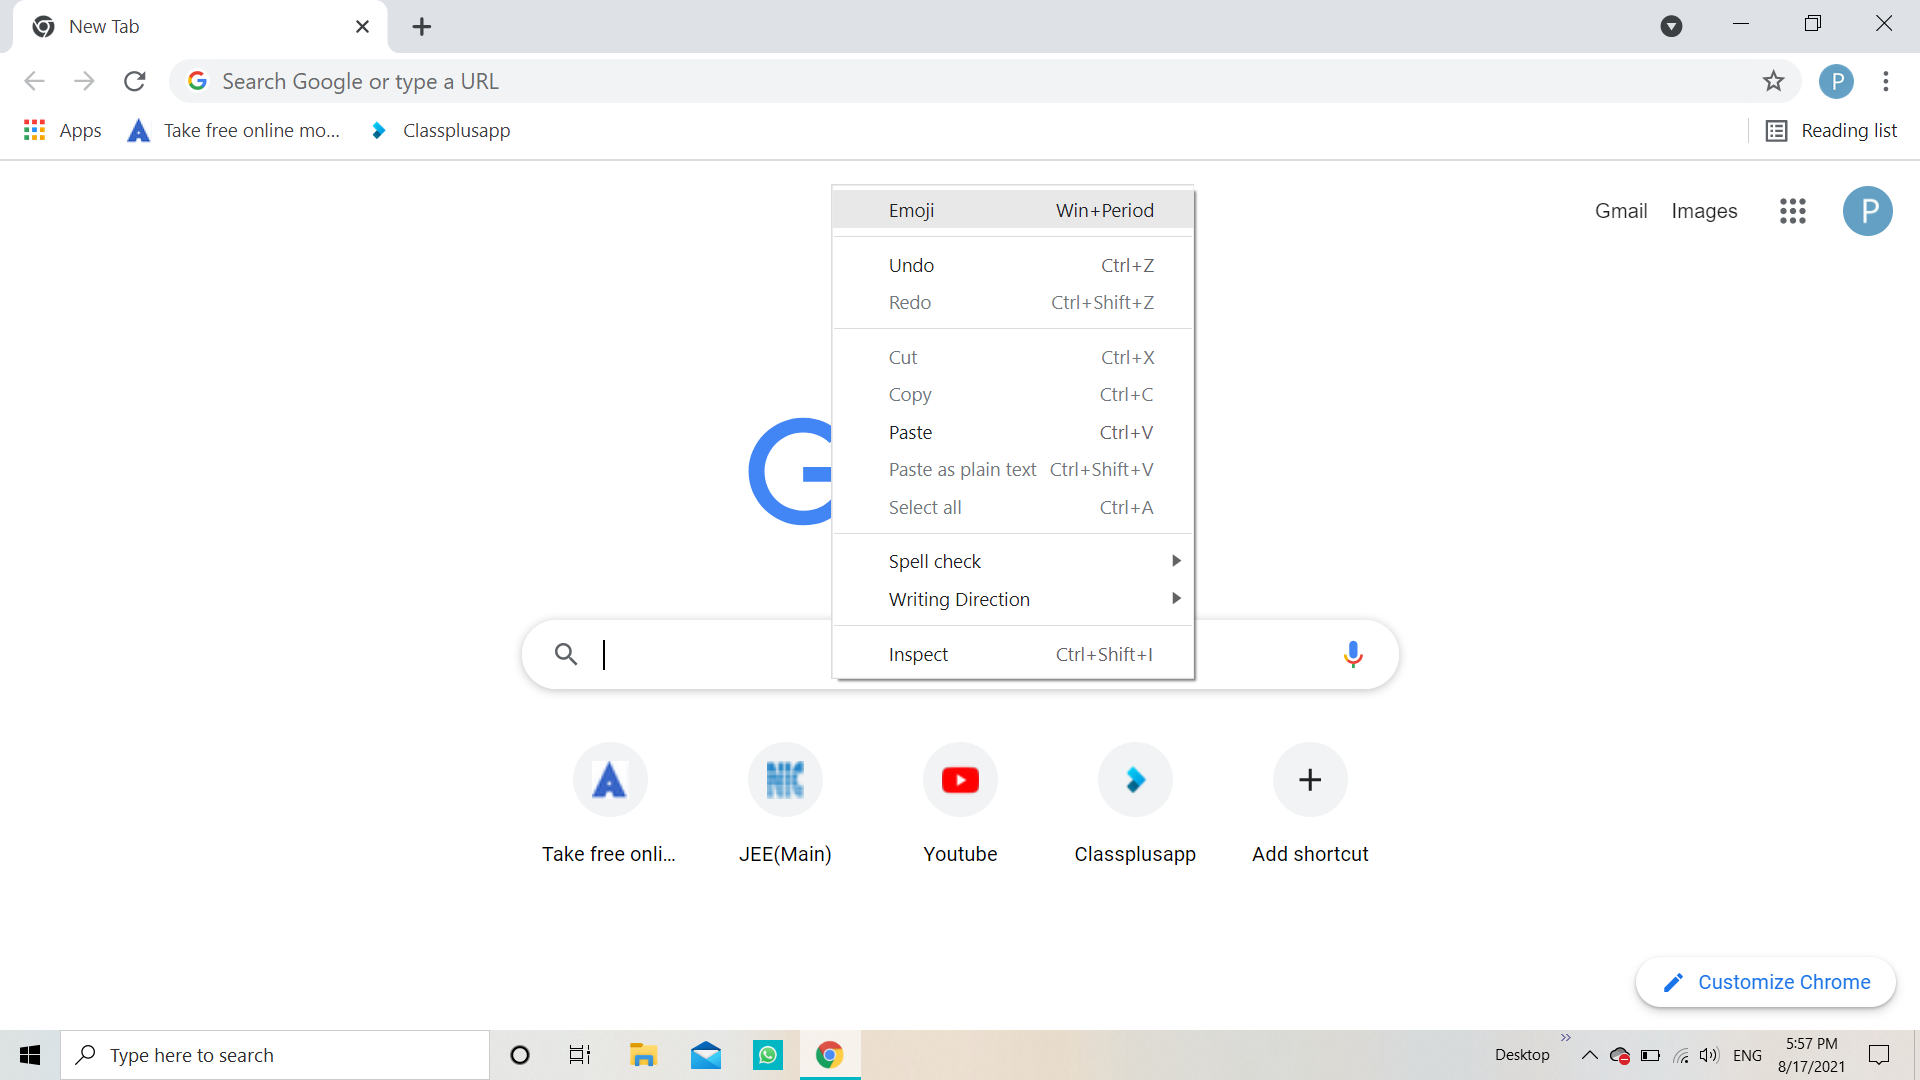 New Tab
Search Google or type a URL
P
Apps
Take free online mo...
Classplusapp
Reading list
Gmail
Images
P
Emoji Win+Period
Undo Ctrl+Z
Redo Ctrl+Shift+Z
Cut Ctrl+X
Copy Ctrl+C
Paste Ctrl+V
Paste as plain text Ctrl+Shift+V
Select all Ctrl+A
Spell check
Writing Direction
Inspect Ctrl+Shift+I
G
NIC
Take free onli...
JEE(Main)
Youtube
Classplusapp
Add shortcut
Customize Chrome
Type here to search
Desktop
ENG
5:57 PM
8/17/2021